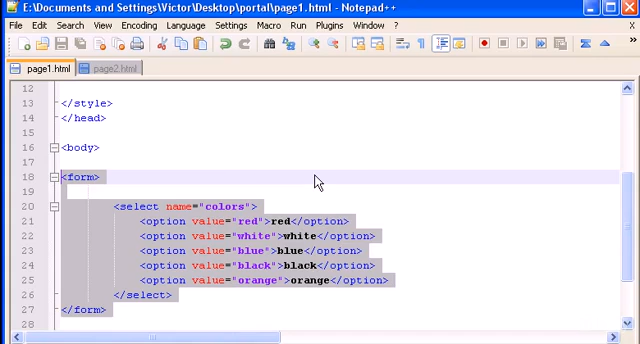 E:\Documents and Settings\Victor\Desktop\portal\page1.html - Notepad++
File Edit Search View Encoding Language Settings Macro Run Plugins Window ?
page1.html page2.html
12
13 </style>
14 </head>
15
16 <body>
17
18 <form>
19
20 <select name="colors">
21 <option value="red">red</option>
22 <option value="white">white</option>
23 <option value="blue">blue</option>
24 <option value="black">black</option>
25 <option value="orange">orange</option>
26 </select>
27 </form>
28